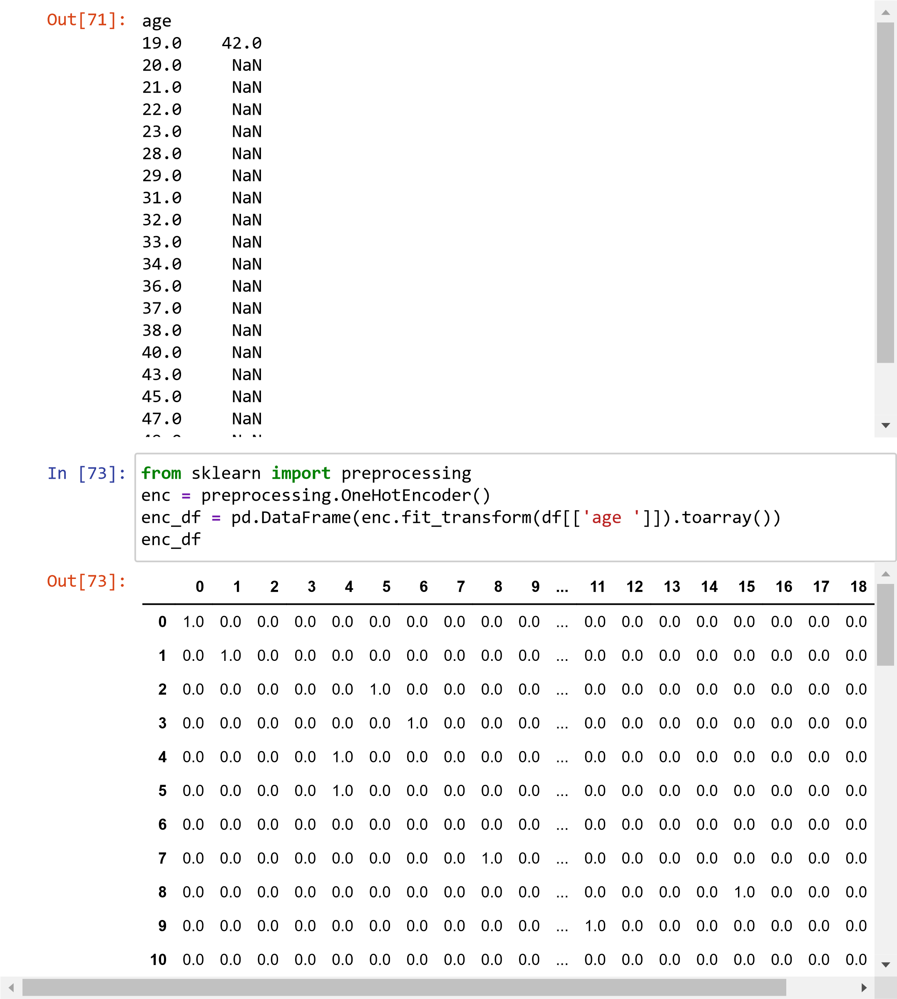 Out[71]: age
19.0 42.0
20.0 NaN
21.0 NaN
22.0 NaN
23.0 NaN
28.0 NaN
29.0 NaN
31.0 NaN
32.0 NaN
33.0 NaN
34.0 NaN
36.0 NaN
37.0 NaN
38.0 NaN
40.0 NaN
43.0 NaN
45.0 NaN
47.0 NaN
In [73]: from sklearn import preprocessing
enc = preprocessing.OneHotEncoder()
enc_df = pd.DataFrame(enc.fit_transform(df[['age ']]).toarray())
enc_df
Out[73]: 0 1 2 3 4 5 6 7 8 9 ... 11 12 13 14 15 16 17 18
0 1.0 0.0 0.0 0.0 0.0 0.0 0.0 0.0 0.0 0.0 ... 0.0 0.0 0.0 0.0 0.0 0.0 0.0 0.0
1 0.0 1.0 0.0 0.0 0.0 0.0 0.0 0.0 0.0 0.0 ... 0.0 0.0 0.0 0.0 0.0 0.0 0.0 0.0
2 0.0 0.0 0.0 0.0 0.0 1.0 0.0 0.0 0.0 0.0 ... 0.0 0.0 0.0 0.0 0.0 0.0 0.0 0.0
3 0.0 0.0 0.0 0.0 0.0 0.0 1.0 0.0 0.0 0.0 ... 0.0 0.0 0.0 0.0 0.0 0.0 0.0 0.0
4 0.0 0.0 0.0 0.0 1.0 0.0 0.0 0.0 0.0 0.0 ... 0.0 0.0 0.0 0.0 0.0 0.0 0.0 0.0
5 0.0 0.0 0.0 0.0 1.0 0.0 0.0 0.0 0.0 0.0 ... 0.0 0.0 0.0 0.0 0.0 0.0 0.0 0.0
6 0.0 0.0 0.0 0.0 0.0 0.0 0.0 0.0 0.0 0.0 ... 0.0 0.0 0.0 0.0 0.0 0.0 0.0 0.0
7 0.0 0.0 0.0 0.0 0.0 0.0 0.0 0.0 1.0 0.0 ... 0.0 0.0 0.0 0.0 0.0 0.0 0.0 0.0
8 0.0 0.0 0.0 0.0 0.0 0.0 0.0 0.0 0.0 0.0 ... 0.0 0.0 0.0 0.0 1.0 0.0 0.0 0.0
9 0.0 0.0 0.0 0.0 0.0 0.0 0.0 0.0 0.0 0.0 ... 1.0 0.0 0.0 0.0 0.0 0.0 0.0 0.0
10 0.0 0.0 0.0 0.0 0.0 0.0 0.0 0.0 0.0 0.0 ... 0.0 0.0 0.0 0.0 0.0 0.0 0.0 0.0